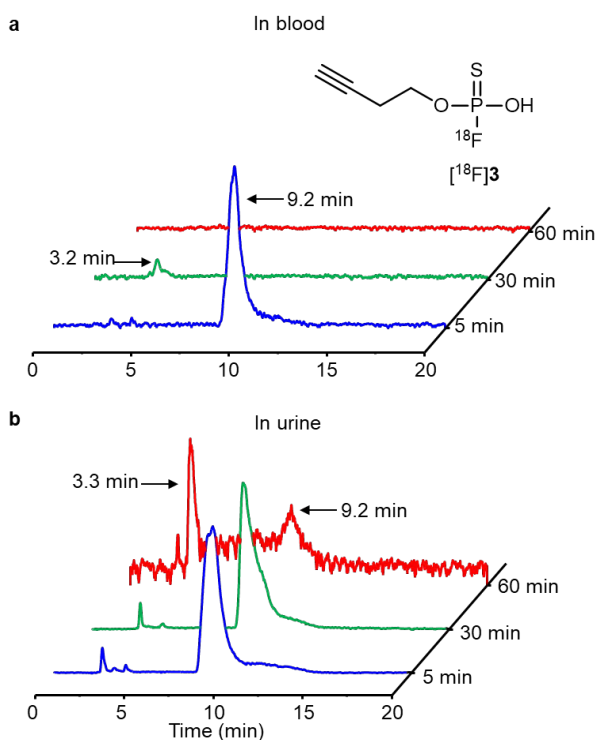 a
In blood
S
O
P
OH
¹⁸F
[¹⁸F]3
9.2 min
3.2 min
60 min
30 min
5 min
0 5 10 15 20
b
In urine
3.3 min
9.2 min
60 min
30 min
5 min
0 5 10 15 20
Time (min)